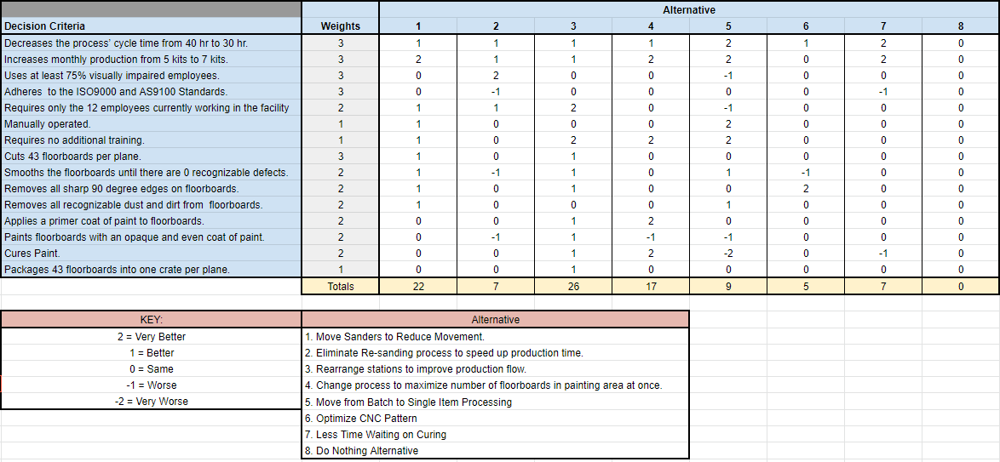 Alternative
Decision Criteria Weights 1 2 3 4 5 6 7 8
Decreases the process' cycle time from 40 hr to 30 hr. 3 1 1 1 1 2 1 2 0
Increases monthly production from 5 kits to 7 kits. 3 2 1 1 2 2 0 2 0
Uses at least 75% visually impaired employees. 3 0 2 0 0 -1 0 0 0
Adheres to the ISO9000 and AS9100 Standards. 3 0 -1 0 0 0 0 -1 0
Requires only the 12 employees currently working in the facility 2 1 1 2 0 -1 0 0 0
Manually operated. 1 1 0 0 0 2 0 0 0
Requires no additional training. 1 1 0 2 2 2 0 0 0
Cuts 43 floorboards per plane. 3 1 0 1 0 0 0 0 0
Smooths the floorboards until there are 0 recognizable defects. 2 1 -1 1 0 1 -1 0 0
Removes all sharp 90 degree edges on floorboards. 2 1 0 1 0 0 2 0 0
Removes all recognizable dust and dirt from floorboards. 2 1 0 0 0 1 0 0 0
Applies a primer coat of paint to floorboards. 2 0 0 1 2 0 0 0 0
Paints floorboards with an opaque and even coat of paint. 2 0 -1 1 -1 -1 0 0 0
Cures Paint. 2 0 0 1 2 -2 0 -1 0
Packages 43 floorboards into one crate per plane. 1 0 0 1 0 0 0 0 0
Totals 22 7 26 17 9 5 7 0
KEY: Alternative
2 = Very Better 1. Move Sanders to Reduce Movement.
1 = Better 2. Eliminate Re-sanding process to speed up production time.
0 = Same 3. Rearrange stations to improve production flow.
-1 = Worse 4. Change process to maximize number of floorboards in painting area at once.
-2 = Very Worse 5. Move from Batch to Single Item Processing
6. Optimize CNC Pattern
7. Less Time Waiting on Curing
8. Do Nothing Alternative